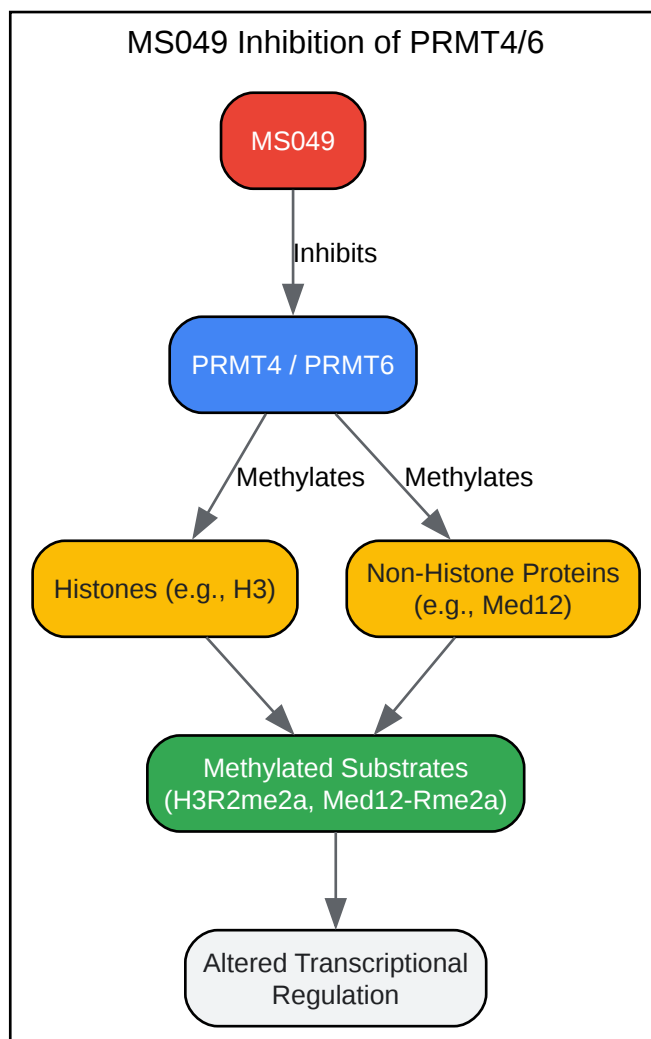 MS049 Inhibition of PRMT4/6
MS049
Inhibits
PRMT4 / PRMT6
Methylates
Methylates
Histones (e.g., H3)
Non-Histone Proteins
(e.g., Med12)
Methylated Substrates
(H3R2me2a, Med12-Rme2a)
Altered Transcriptional
Regulation